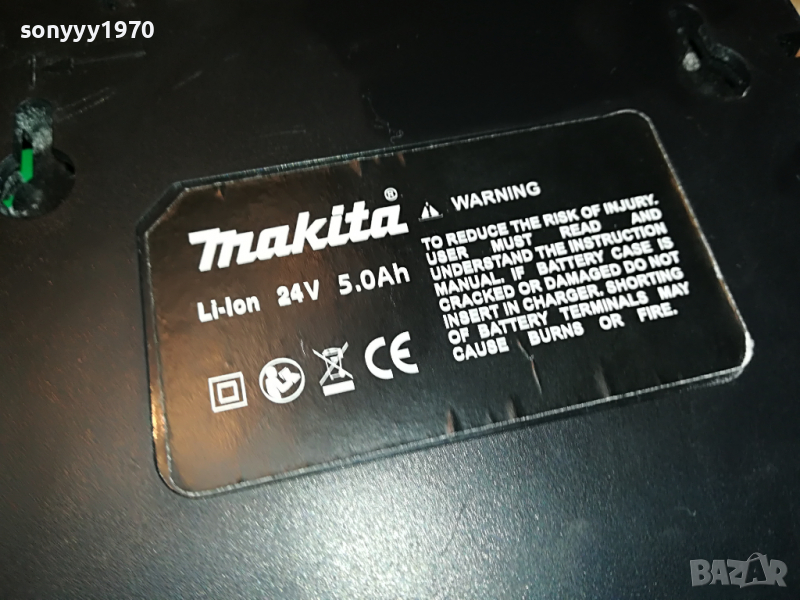 sonyyy1970
makita®
WARNING
Li-Ion 24V 5.0Ah
TO REDUCE THE RISK OF INJURY.
USER MUST READ AND
UNDERSTAND THE INSTRUCTION
MANUAL. IF BATTERY CASE IS
CRACKED OR DAMAGED DO NOT
INSERT IN CHARGER. SHORTING
OF BATTERY TERMINALS MAY
CAUSE BURNS OR FIRE.
CE
BAZAR